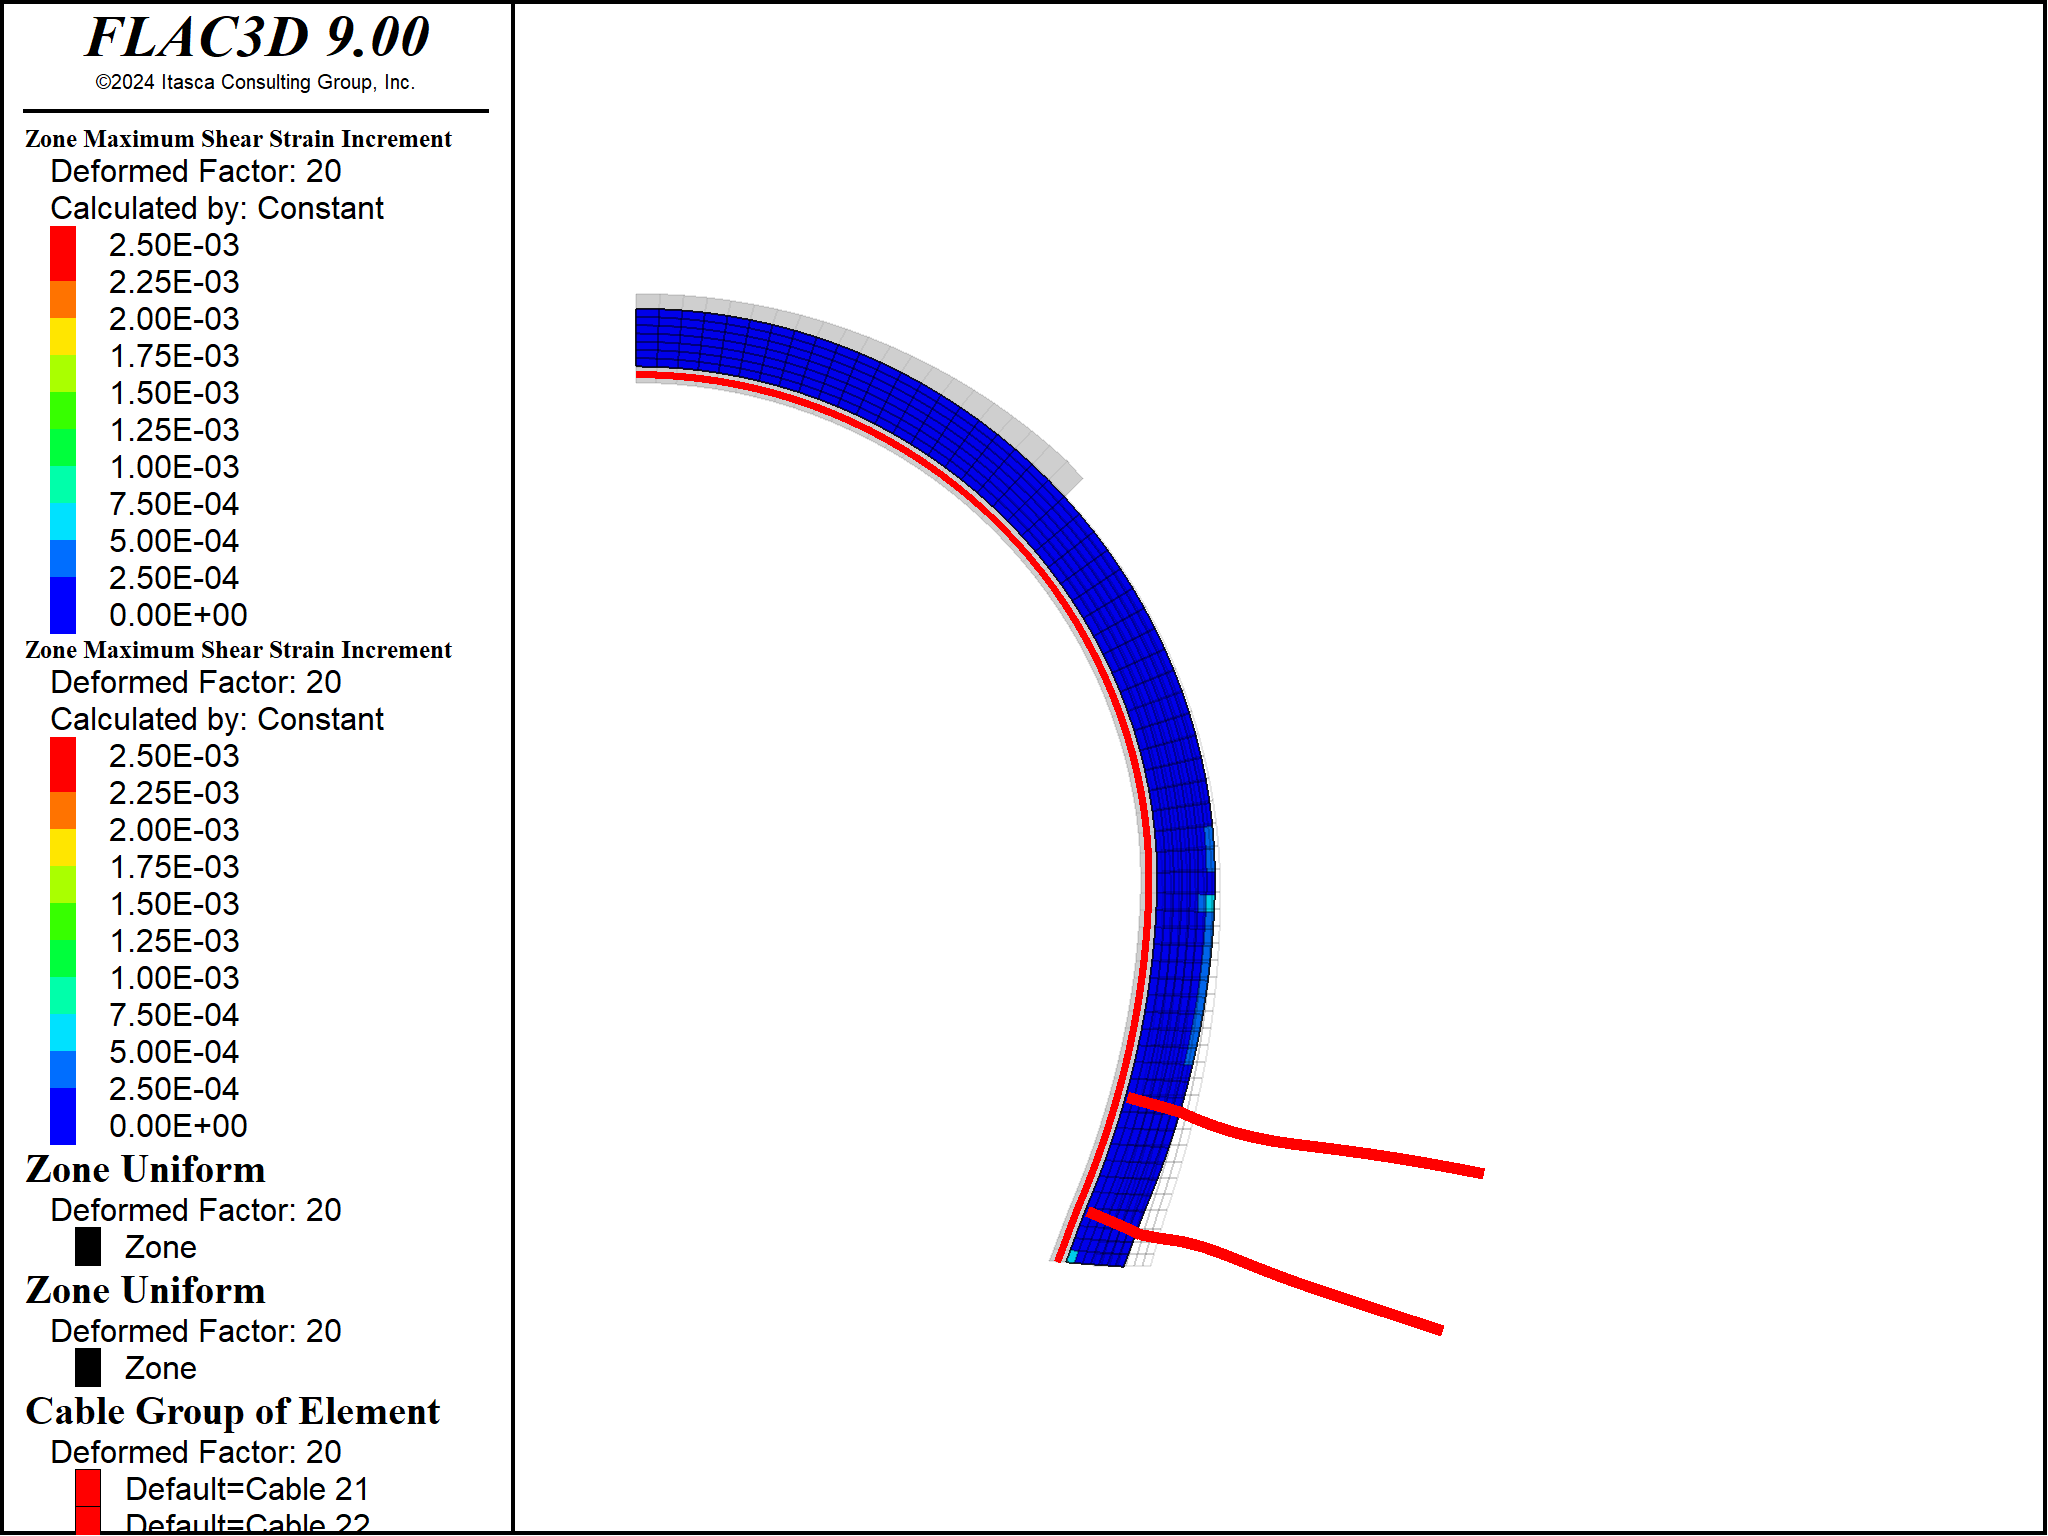 FLAC3D 9.00
©2024 Itasca Consulting Group, Inc.
Zone Maximum Shear Strain Increment
Deformed Factor: 20
Calculated by: Constant
2.50E-03
2.25E-03
2.00E-03
1.75E-03
1.50E-03
1.25E-03
1.00E-03
7.50E-04
5.00E-04
2.50E-04
0.00E+00
Zone Maximum Shear Strain Increment
Deformed Factor: 20
Calculated by: Constant
2.50E-03
2.25E-03
2.00E-03
1.75E-03
1.50E-03
1.25E-03
1.00E-03
7.50E-04
5.00E-04
2.50E-04
0.00E+00
Zone Uniform
Deformed Factor: 20
Zone
Zone Uniform
Deformed Factor: 20
Zone
Cable Group of Element
Deformed Factor: 20
Default=Cable 21
Default=Cable 22